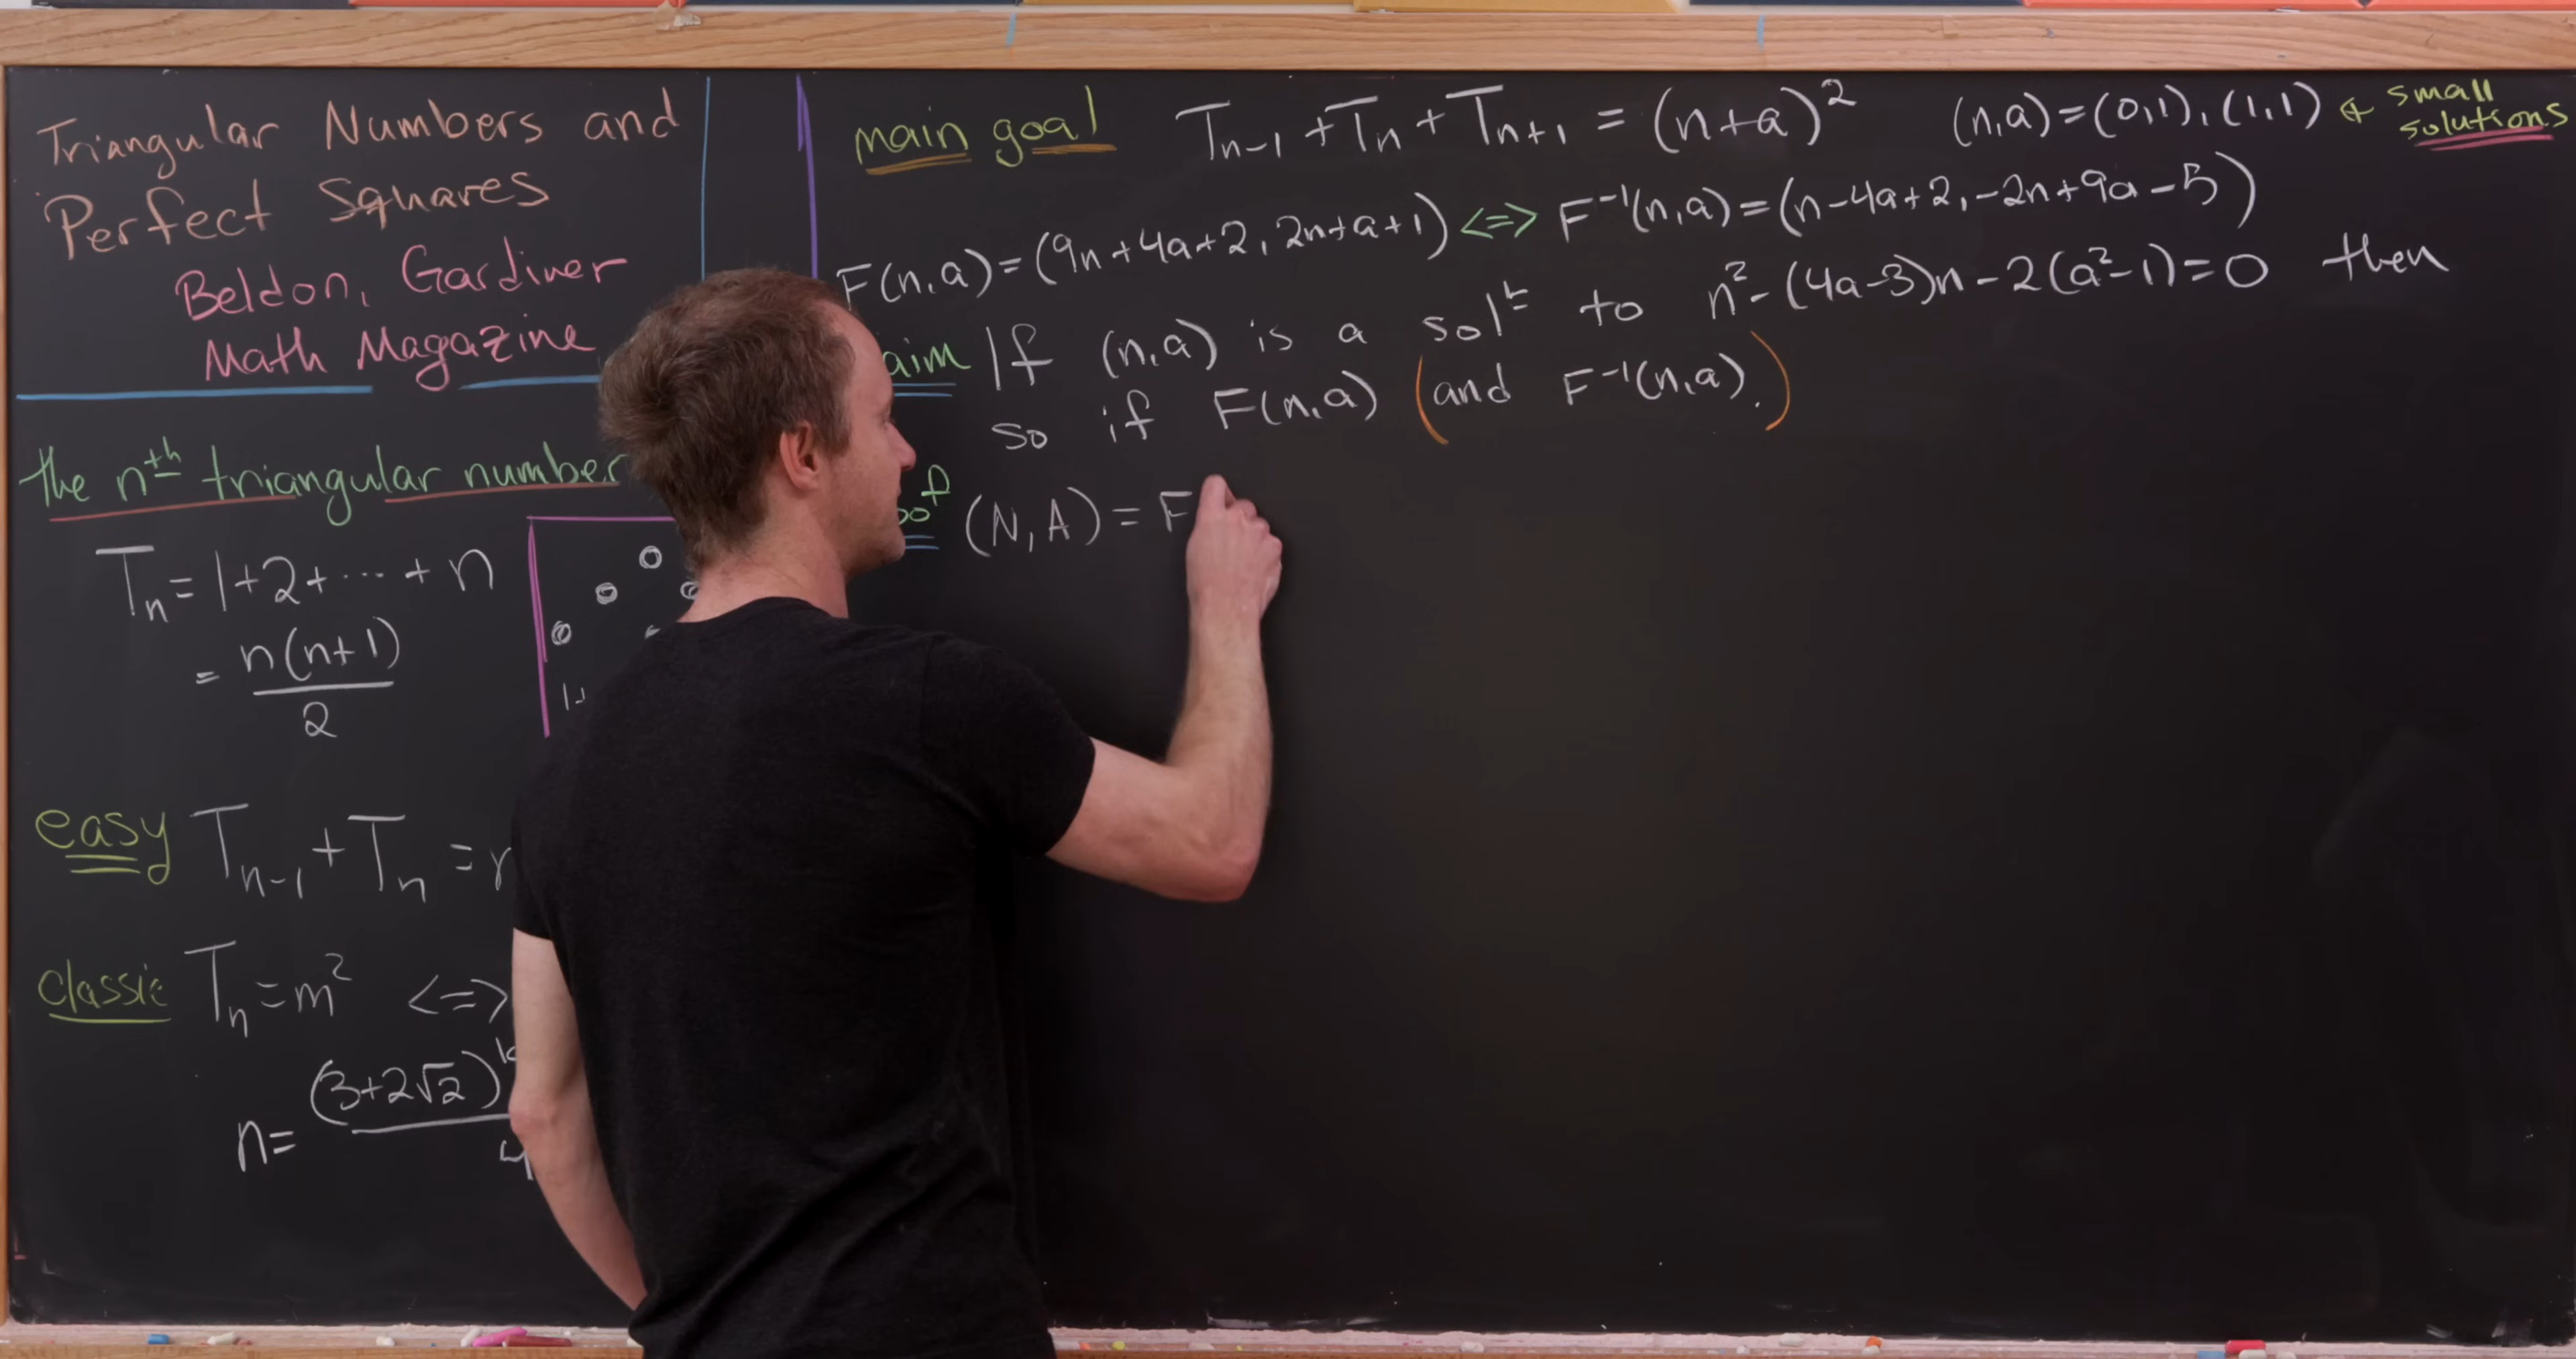 Triangular Numbers and
Perfect Squares
Beldon, Gardiner
Math Magazine
the nth triangular number
Tn = 1+2+⋯+n
= n(n+1)/2
easy Tn-1 + Tn =
classic Tn = m² <=>
n = (3+2√2)
main goal Tn-1 + Tn + Tn+1 = (n+a)² (n,a) = (0,1), (1,1) ← small solutions
F(n,a) = (9n+4a+2, 2n+a+1) <=> F⁻¹(n,a) = (n-4a+2, -2n+9a-5)
If (n,a) is a solⁿ to n² - (4a-3)n - 2(a²-1) = 0 then
so if F(n,a) (and F⁻¹(n,a).)
(N,A) = F